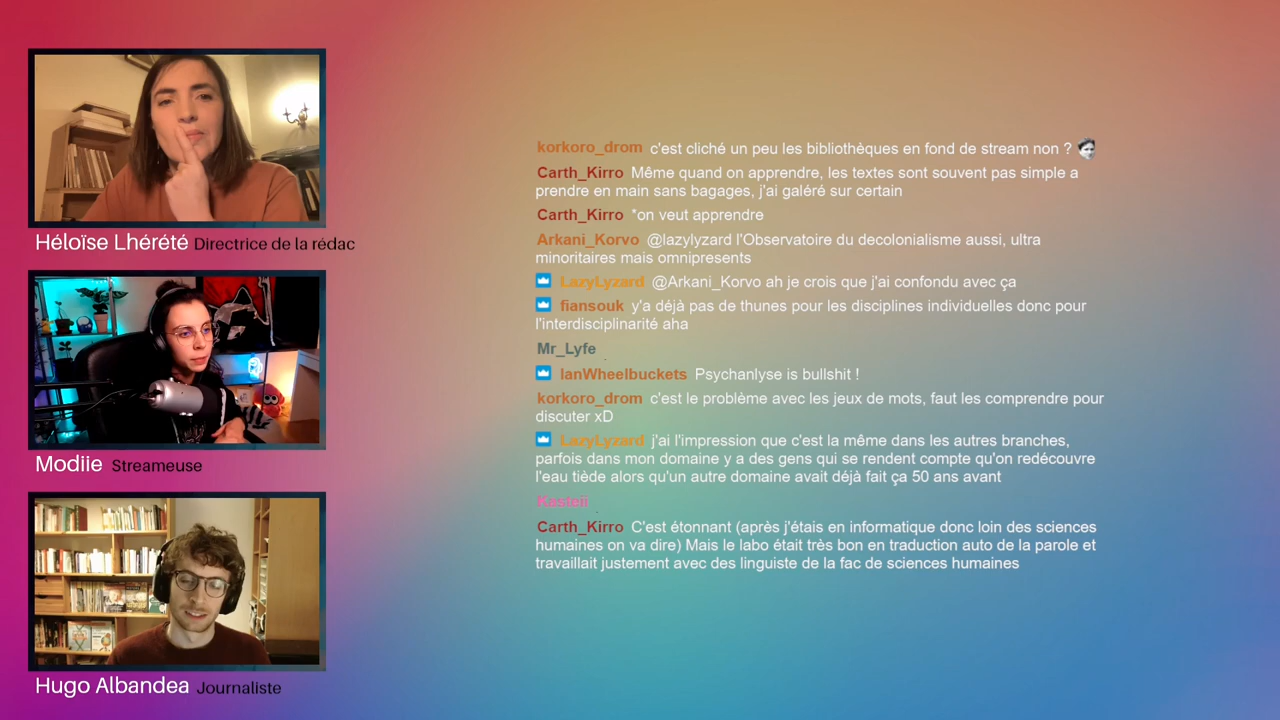 Héloïse Lhérété Directrice de la rédac
Modiie Streameuse
Hugo Albandea Journaliste
korkoro_drom c'est cliché un peu les bibliothèques en fond de stream non ?
Carth_Kirro Même quand on apprendre, les textes sont souvent pas simple a
prendre en main sans bagages, j'ai galéré sur certain
Carth_Kirro *on veut apprendre
Arkani_Korvo @lazylyzard l'Observatoire du decolonialisme aussi, ultra
minoritaires mais omnipresents
LazyLyzard @Arkani_Korvo ah je crois que j'ai confondu avec ça
fiansouk y'a déjà pas de thunes pour les disciplines individuelles donc pour
l'interdisciplinarité aha
Mr_Lyfe .
IanWheelbuckets Psychanlyse is bullshit !
korkoro_drom c'est le problème avec les jeux de mots, faut les comprendre pour
discuter xD
LazyLyzard j'ai l'impression que c'est la même dans les autres branches,
parfois dans mon domaine y a des gens qui se rendent compte qu'on redécouvre
l'eau tiède alors qu'un autre domaine avait déjà fait ça 50 ans avant
Kasteii .
Carth_Kirro C'est étonnant (après j'étais en informatique donc loin des sciences
humaines on va dire) Mais le labo était très bon en traduction auto de la parole et
travaillait justement avec des linguiste de la fac de sciences humaines